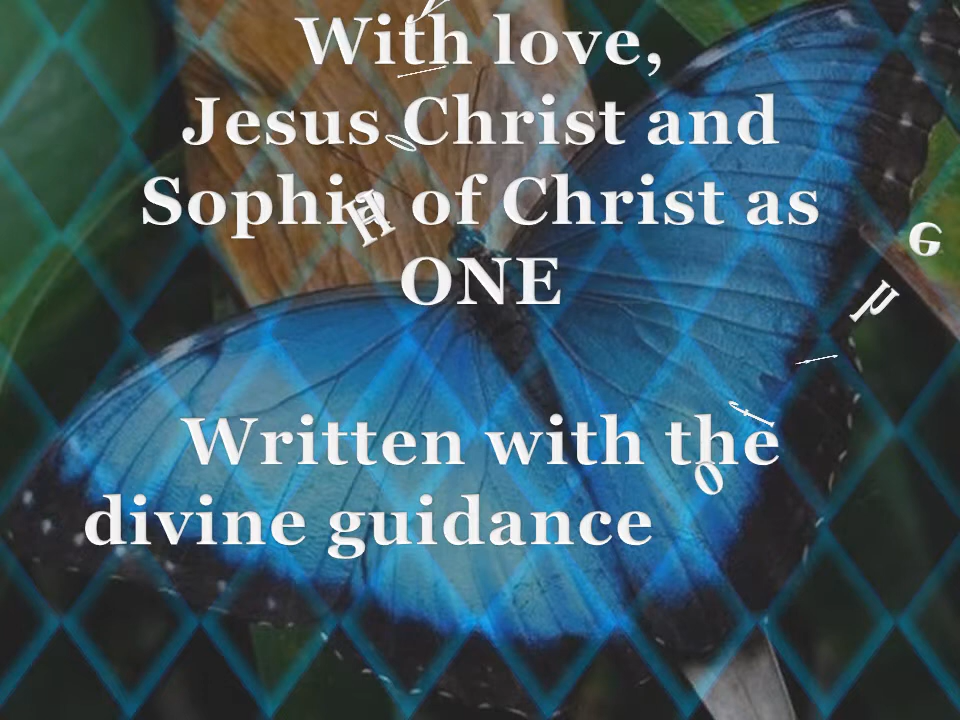 With love,
Jesus Christ and
Sophia of Christ as
ONE
Written with the
divine guidance